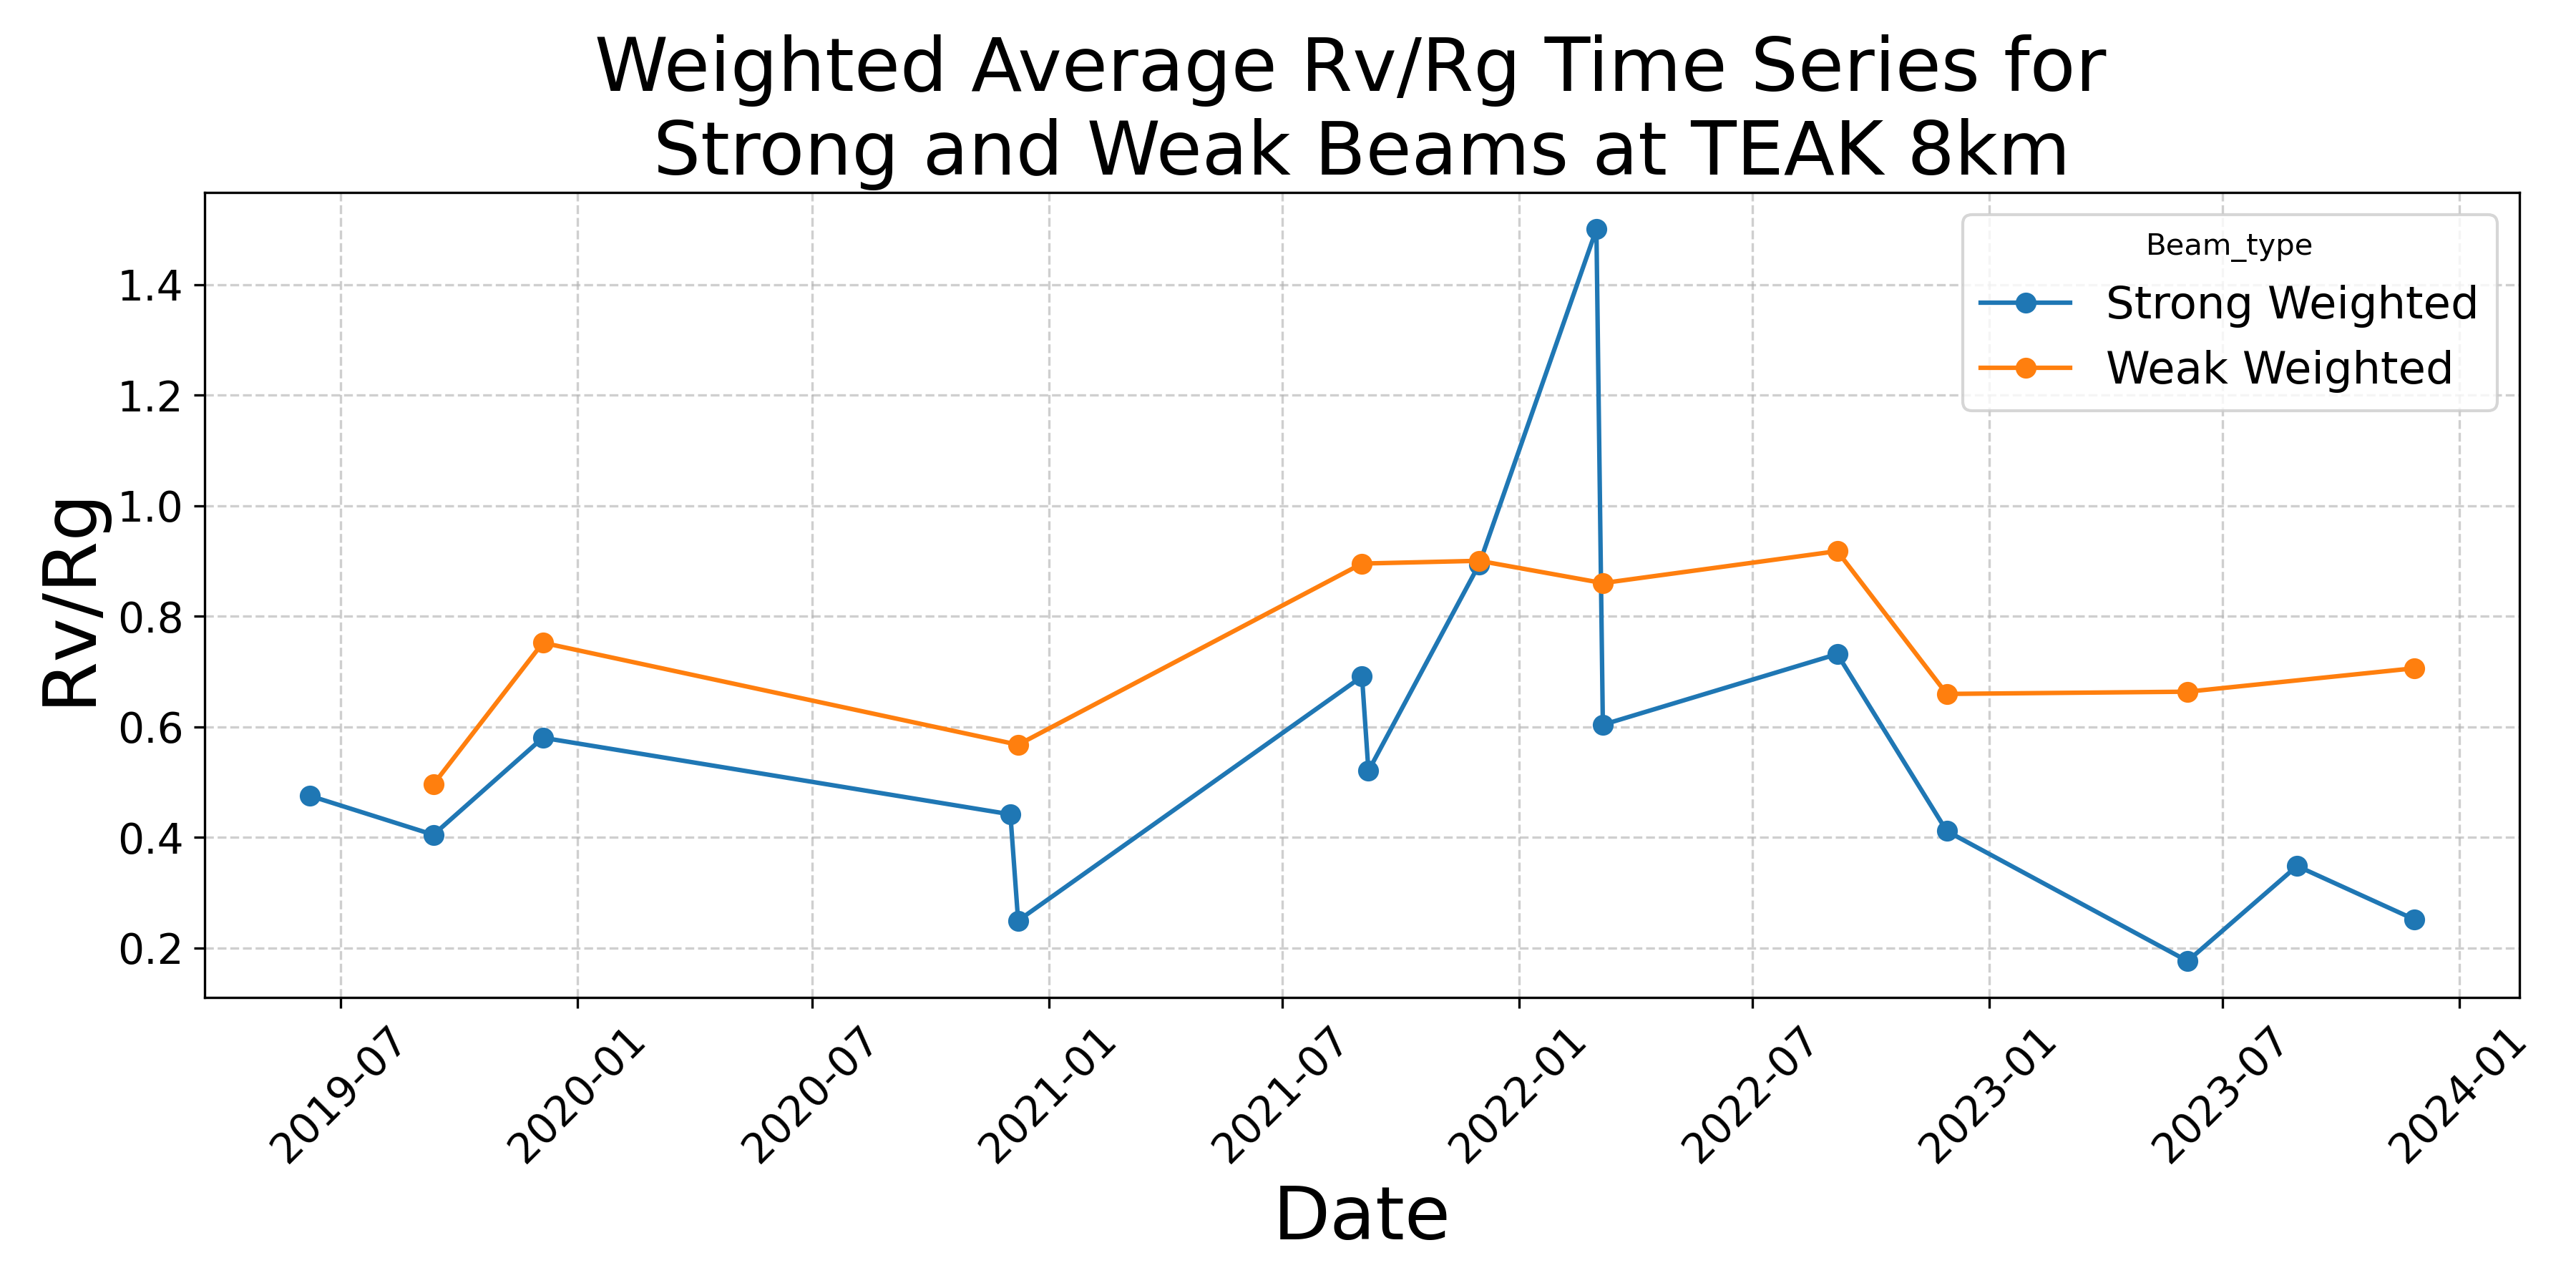 Weighted Average Rv/Rg Time Series for
Strong and Weak Beams at TEAK 8km
Beam_type
Strong Weighted
Weak Weighted
Rv/Rg
1.4
1.2
1.0
0.8
0.6
0.4
0.2
2019-07
2020-01
2020-07
2021-01
2021-07
2022-01
2022-07
2023-01
2023-07
2024-01
Date